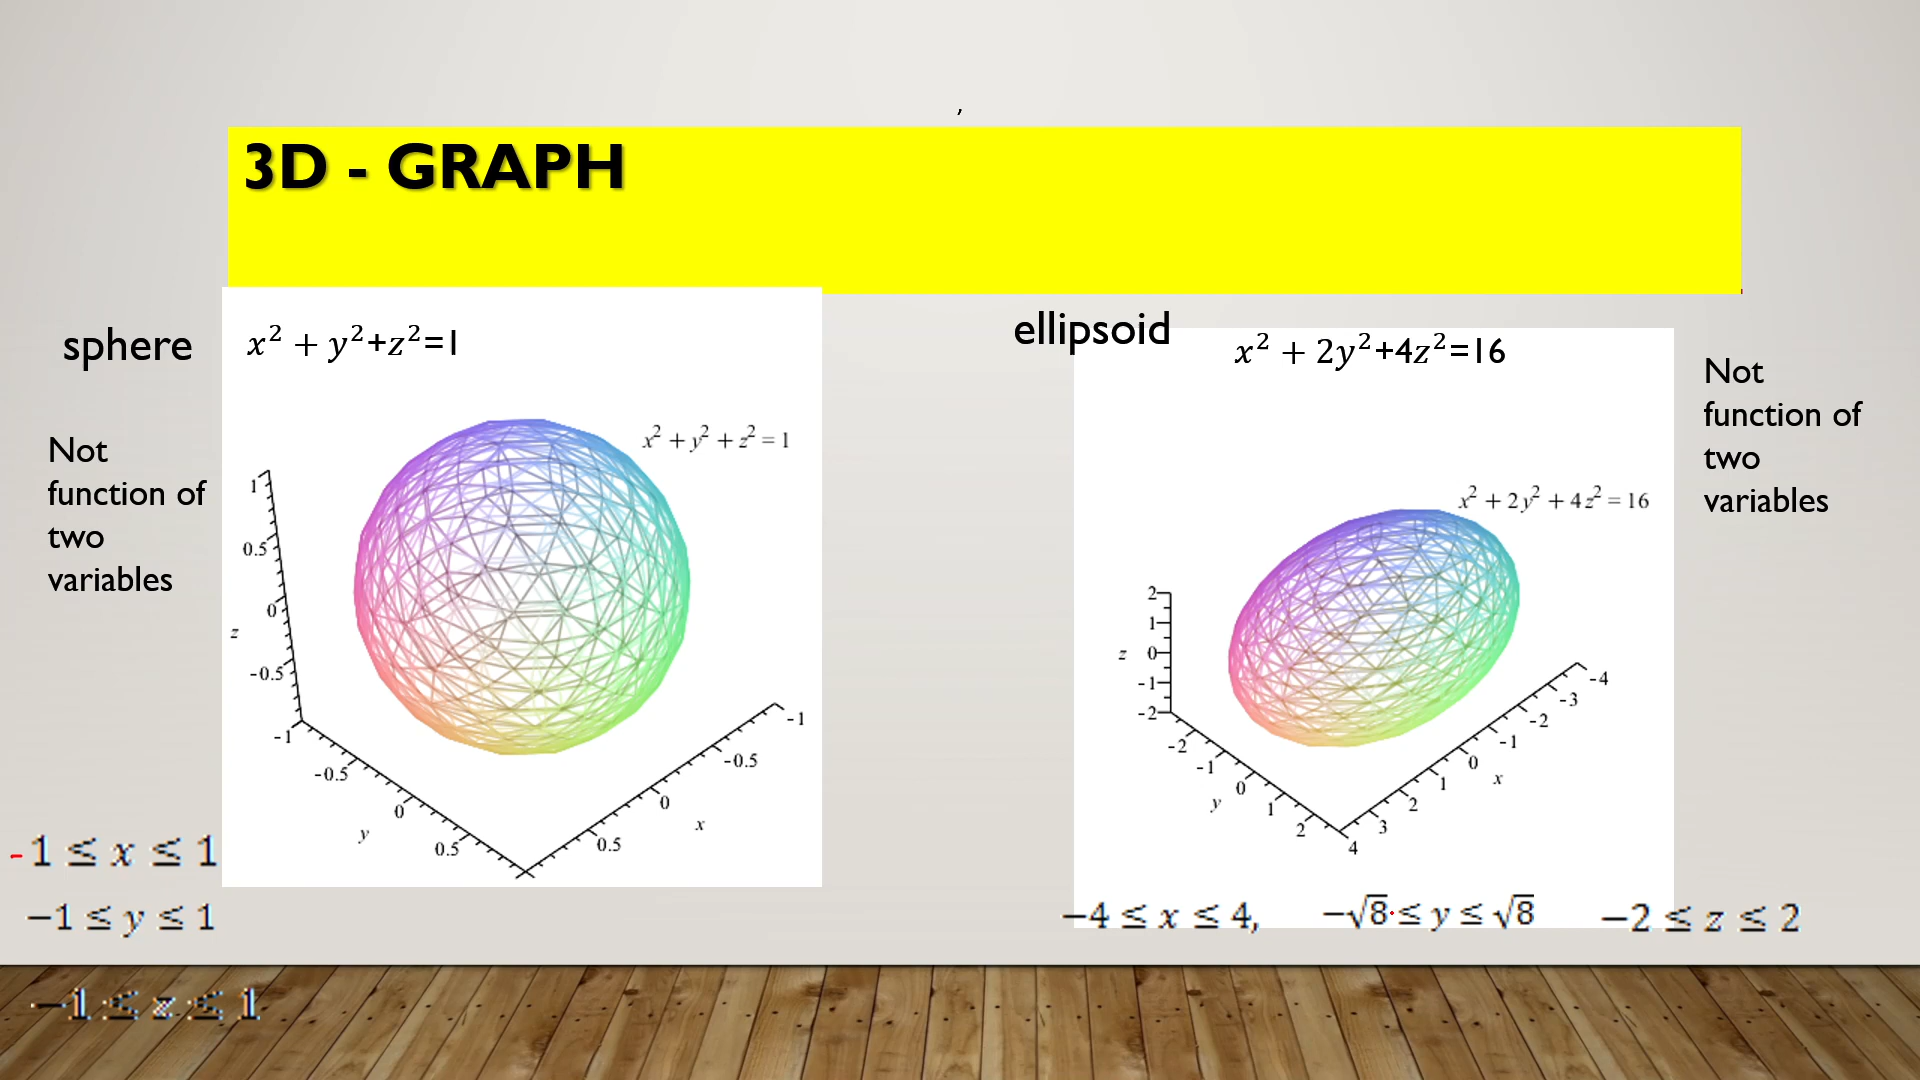 ,
3D - GRAPH
sphere
x² + y²+z²=1
Not
function of
two
variables
x² + y² + z² = 1
1
0.5
0
z
-0.5
-1
-0.5
0
y
0.5
-1
-0.5
0
x
0.5
-1 ≤ x ≤ 1
−1 ≤ y ≤ 1
−1 ≤ z ≤ 1
ellipsoid
x² + 2y²+4z²=16
Not
function of
two
variables
x² + 2y² + 4z² = 16
2
1
z 0
-1
-2
-2
-1
0
y
1
2
-4
-3
-2
-1
0
x
1
2
3
4
−4 ≤ x ≤ 4, −√8 ≤ y ≤ √8 −2 ≤ z ≤ 2